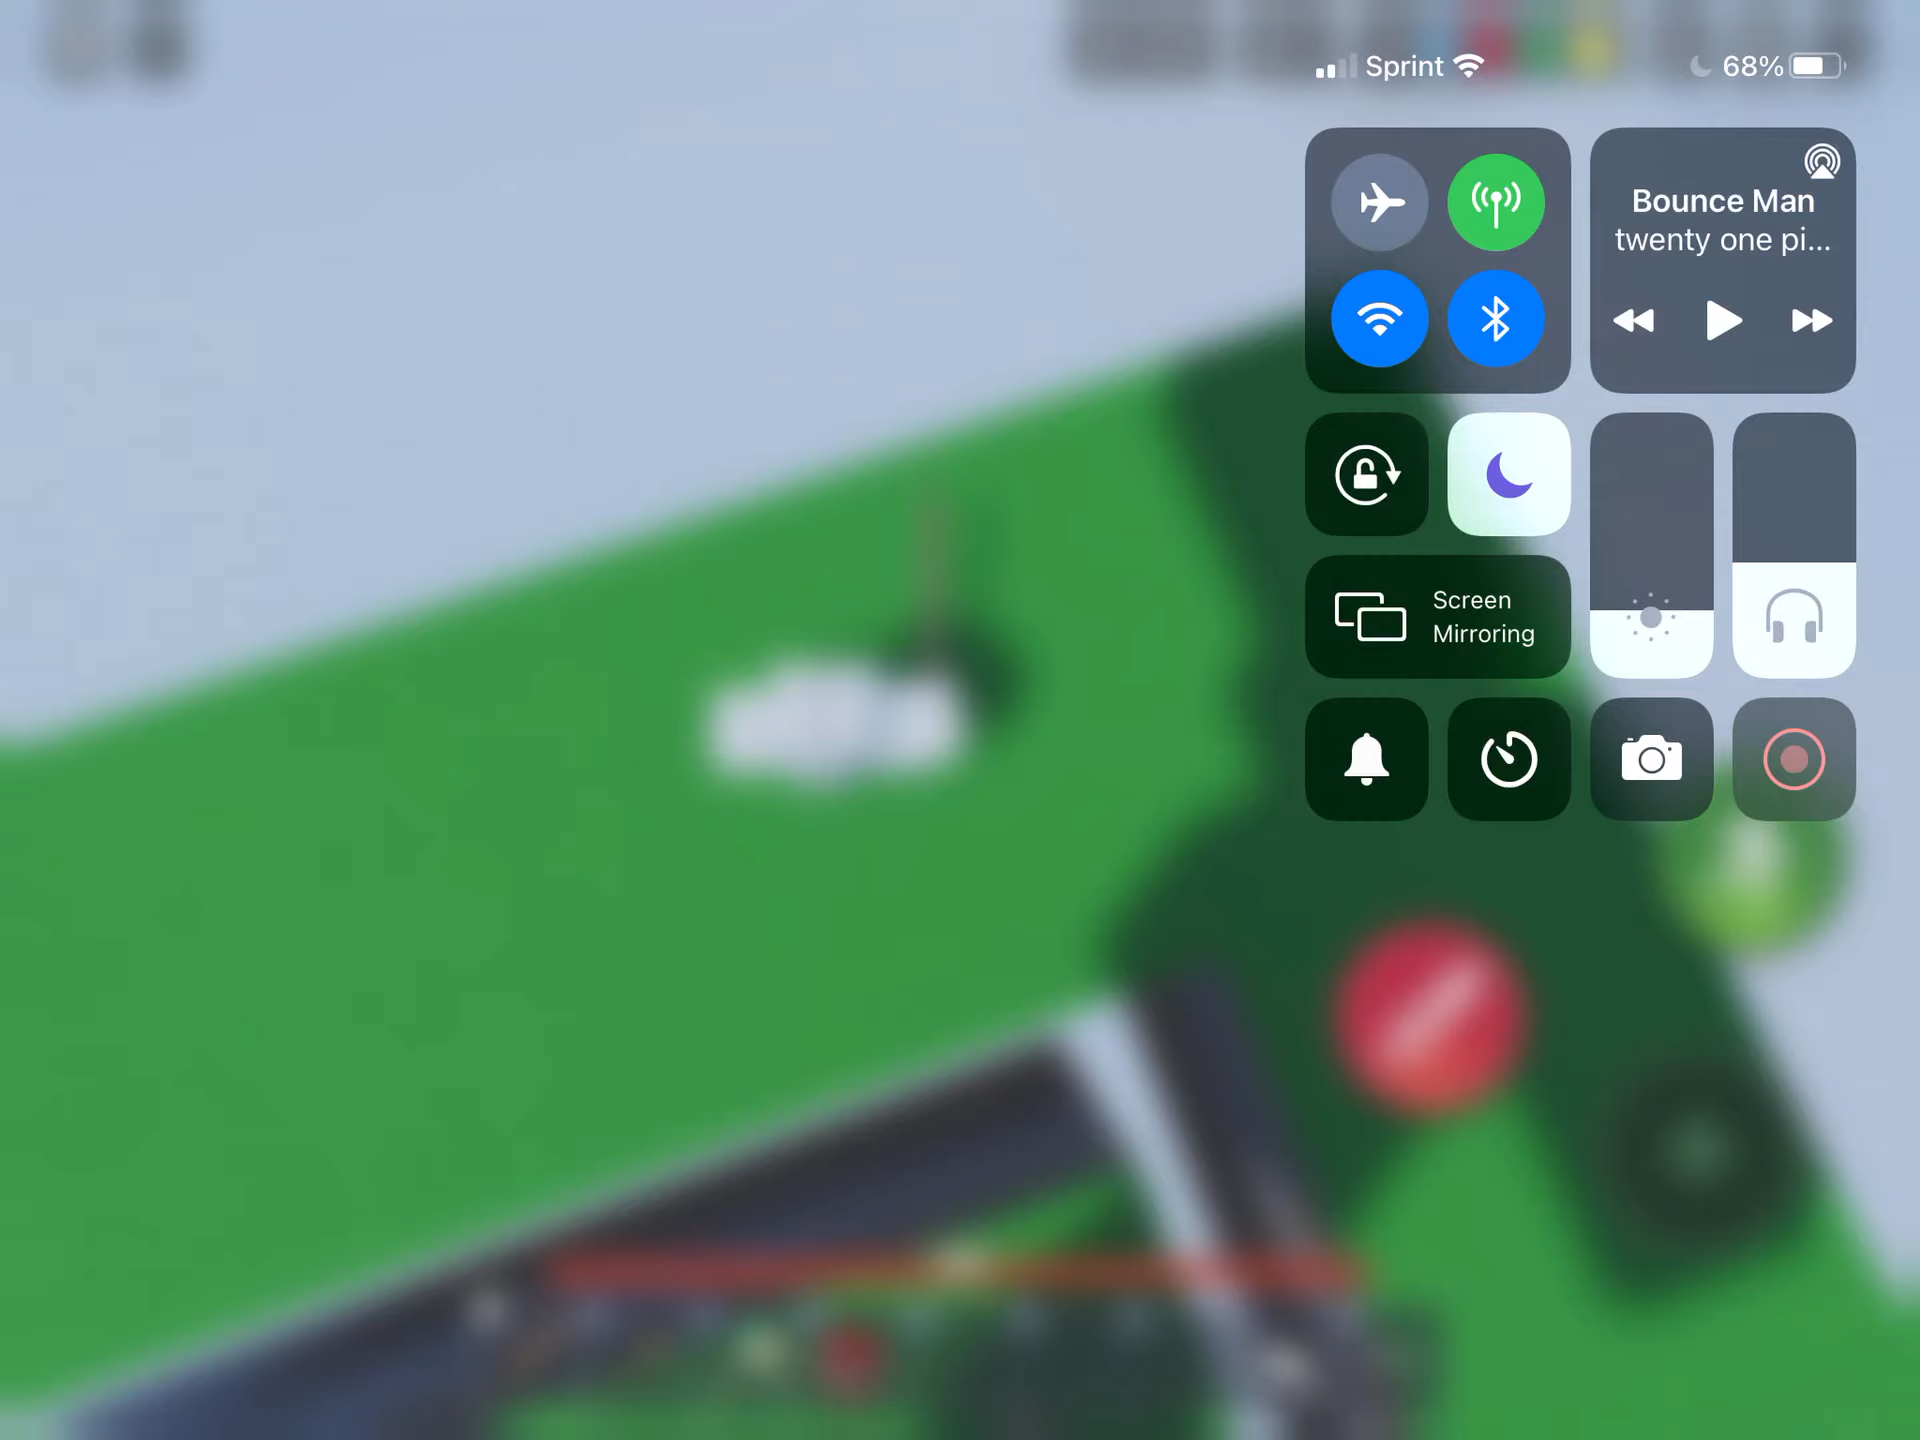 Sprint
68%
Bounce Man
twenty one pi...
Screen
Mirroring